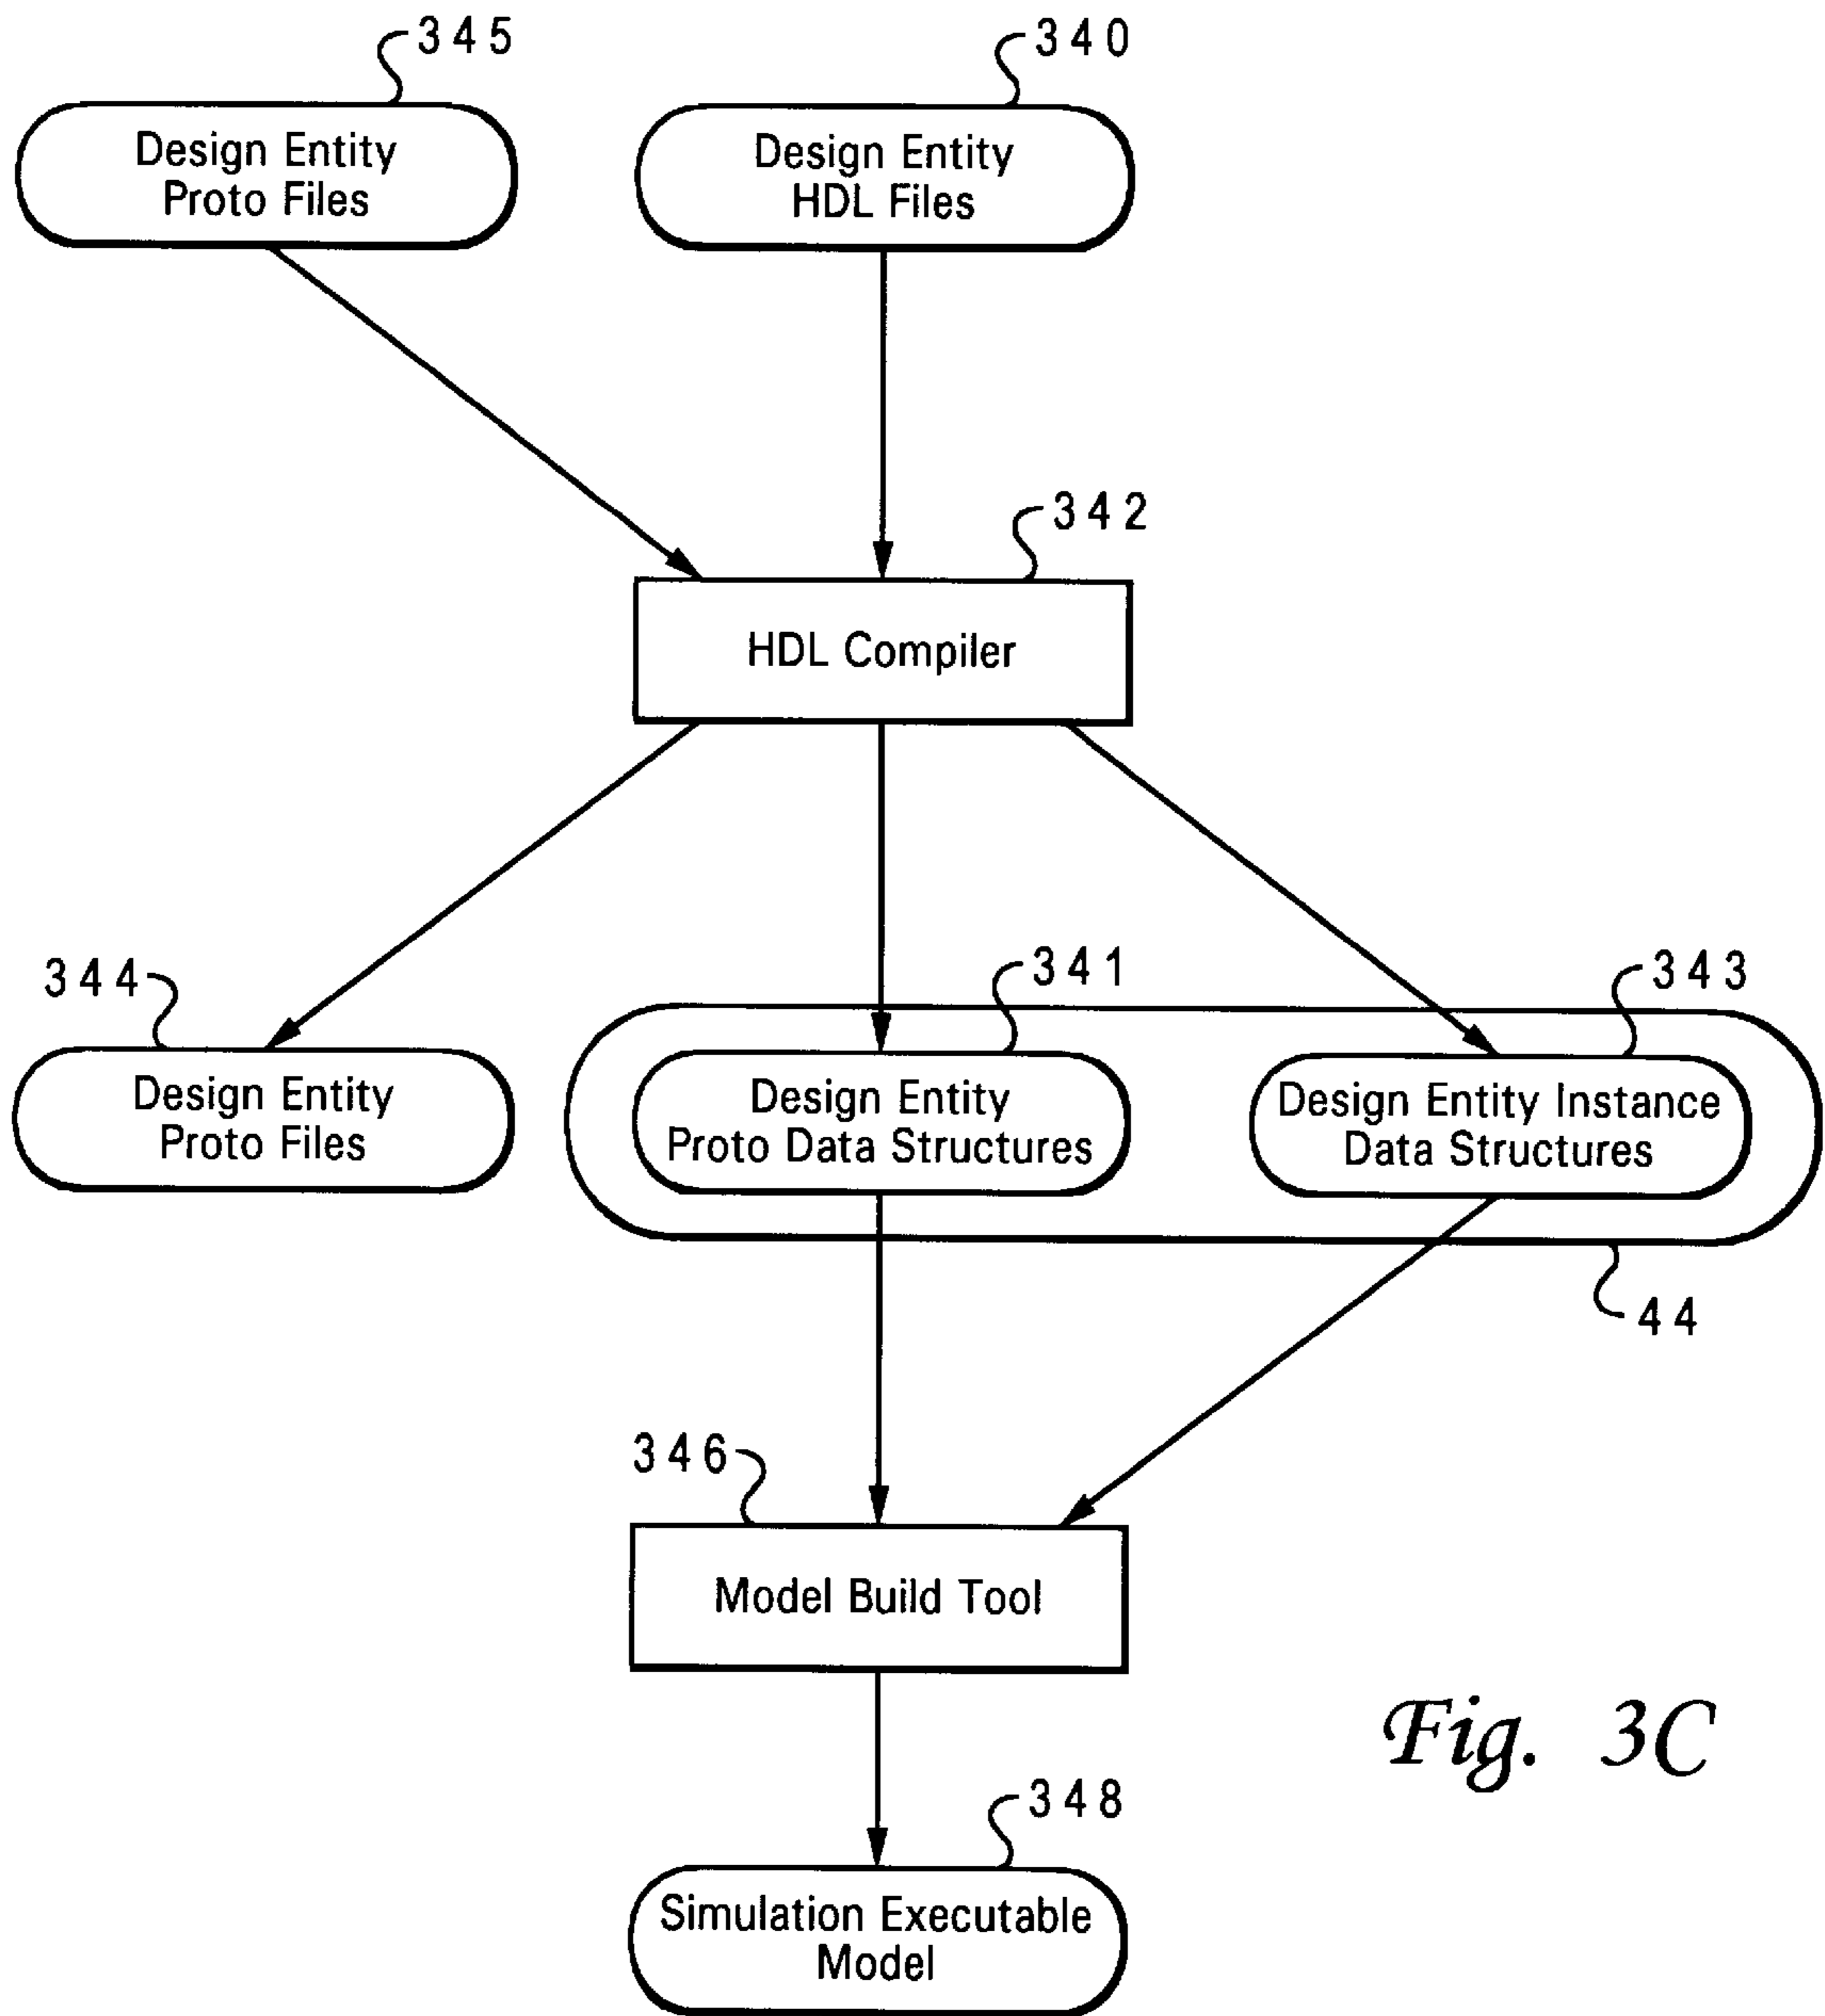 345
340
Design Entity
Proto Files
Design Entity
HDL Files
342
HDL Compiler
344
341
343
Design Entity
Proto Files
Design Entity
Proto Data Structures
Design Entity Instance
Data Structures
44
346
Model Build Tool
Fig. 3C
348
Simulation Executable
Model